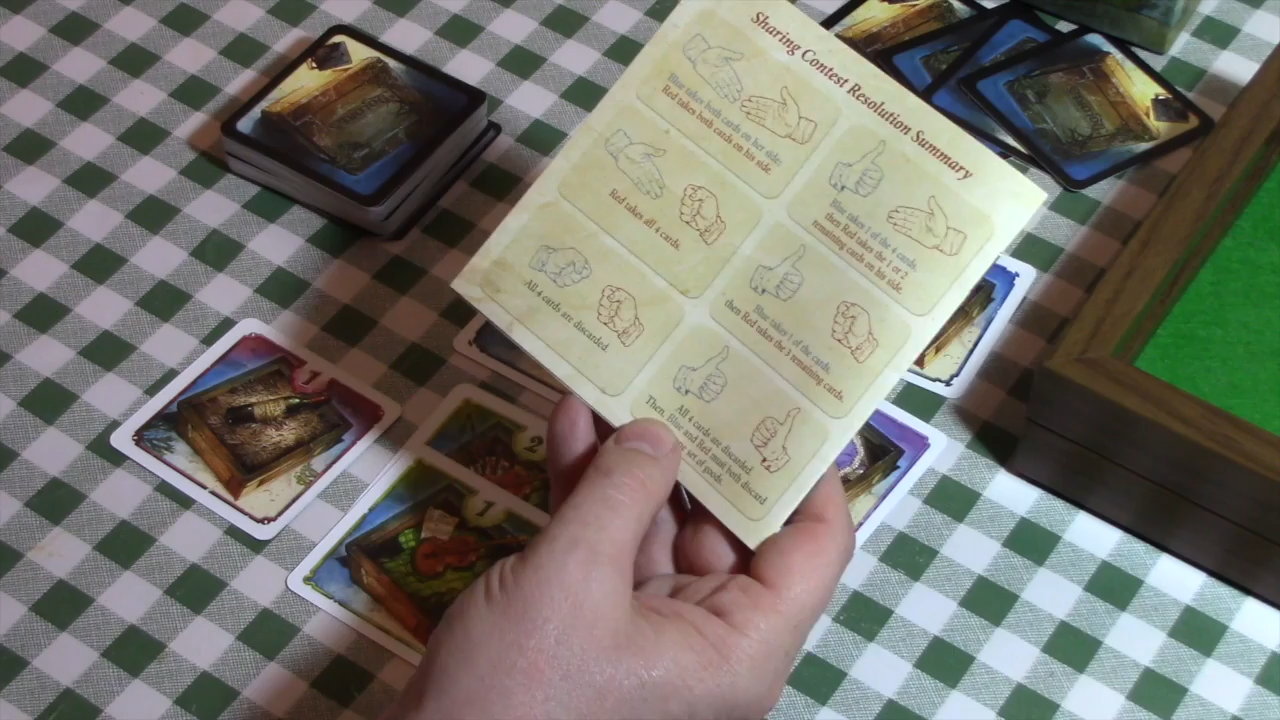 Sharing Contest Resolution Summary
Blue takes both cards on her side.
Red takes both cards on his side.
Red takes all 4 cards.
All 4 cards are discarded.
Blue takes 1 of the 4 cards,
then Red takes the 1 or 2
remaining cards on his side.
Blue takes 1 of the cards,
then Red takes the 3 remaining cards.
All 4 cards are discarded.
Then, Blue and Red must both discard
set of goods.
1
2
1